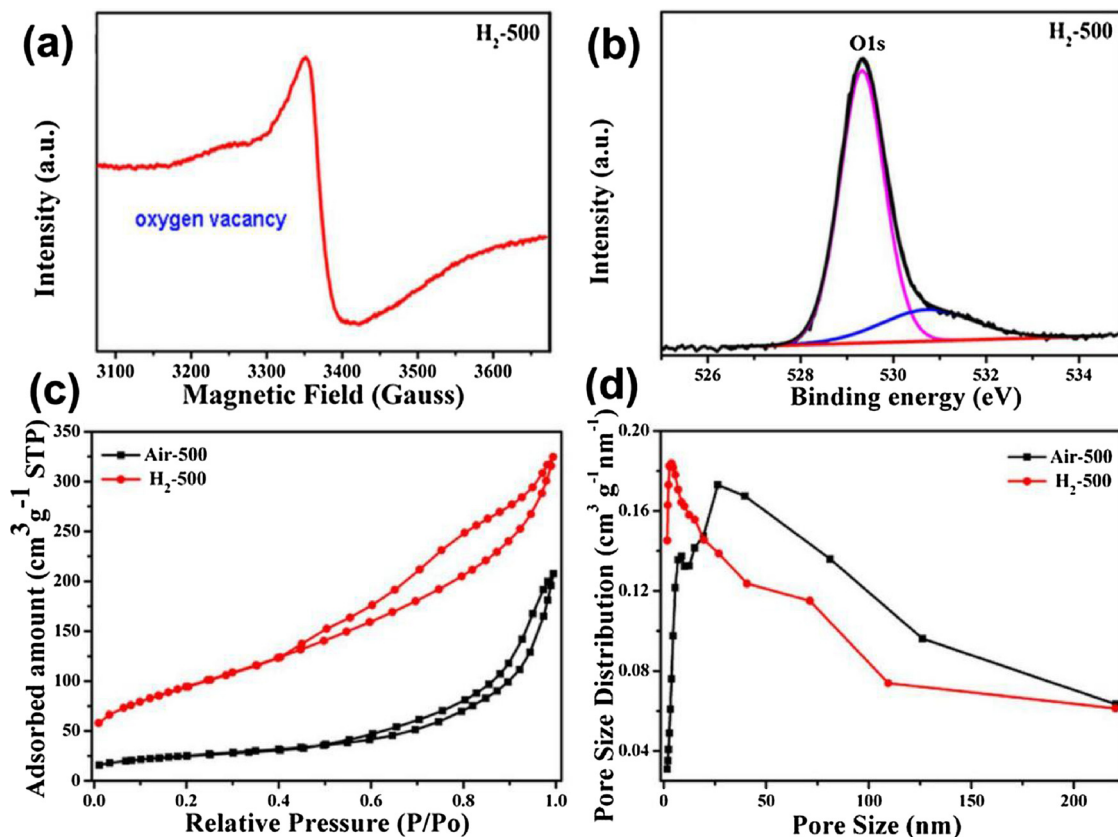 (a)
H2-500
oxygen vacancy
Intensity (a.u.)
3100 3200 3300 3400 3500 3600
Magnetic Field (Gauss)
(b)
H2-500
O1s
Intensity (a.u.)
526 528 530 532 534
Binding energy (eV)
(c)
350
300
250
200
150
100
50
0
Air-500
H2-500
Adsorbed amount (cm3 g-1 STP)
0.0 0.2 0.4 0.6 0.8 1.0
Relative Pressure (P/Po)
(d)
0.20
0.16
0.12
0.08
0.04
Air-500
H2-500
Pore Size Distribution (cm3 g-1 nm-1)
0 50 100 150 200
Pore Size (nm)